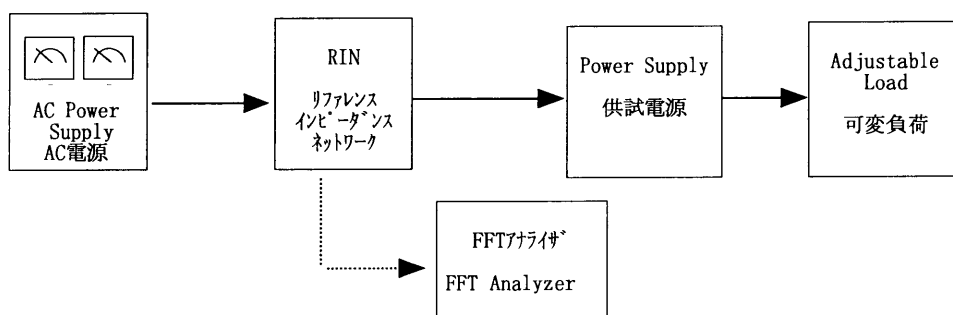 AC Power
Supply
AC電源
RIN
リファレンス
インピーダンス
ネットワーク
Power Supply
供試電源
Adjustable
Load
可変負荷
FFTアナライザ
FFT Analyzer